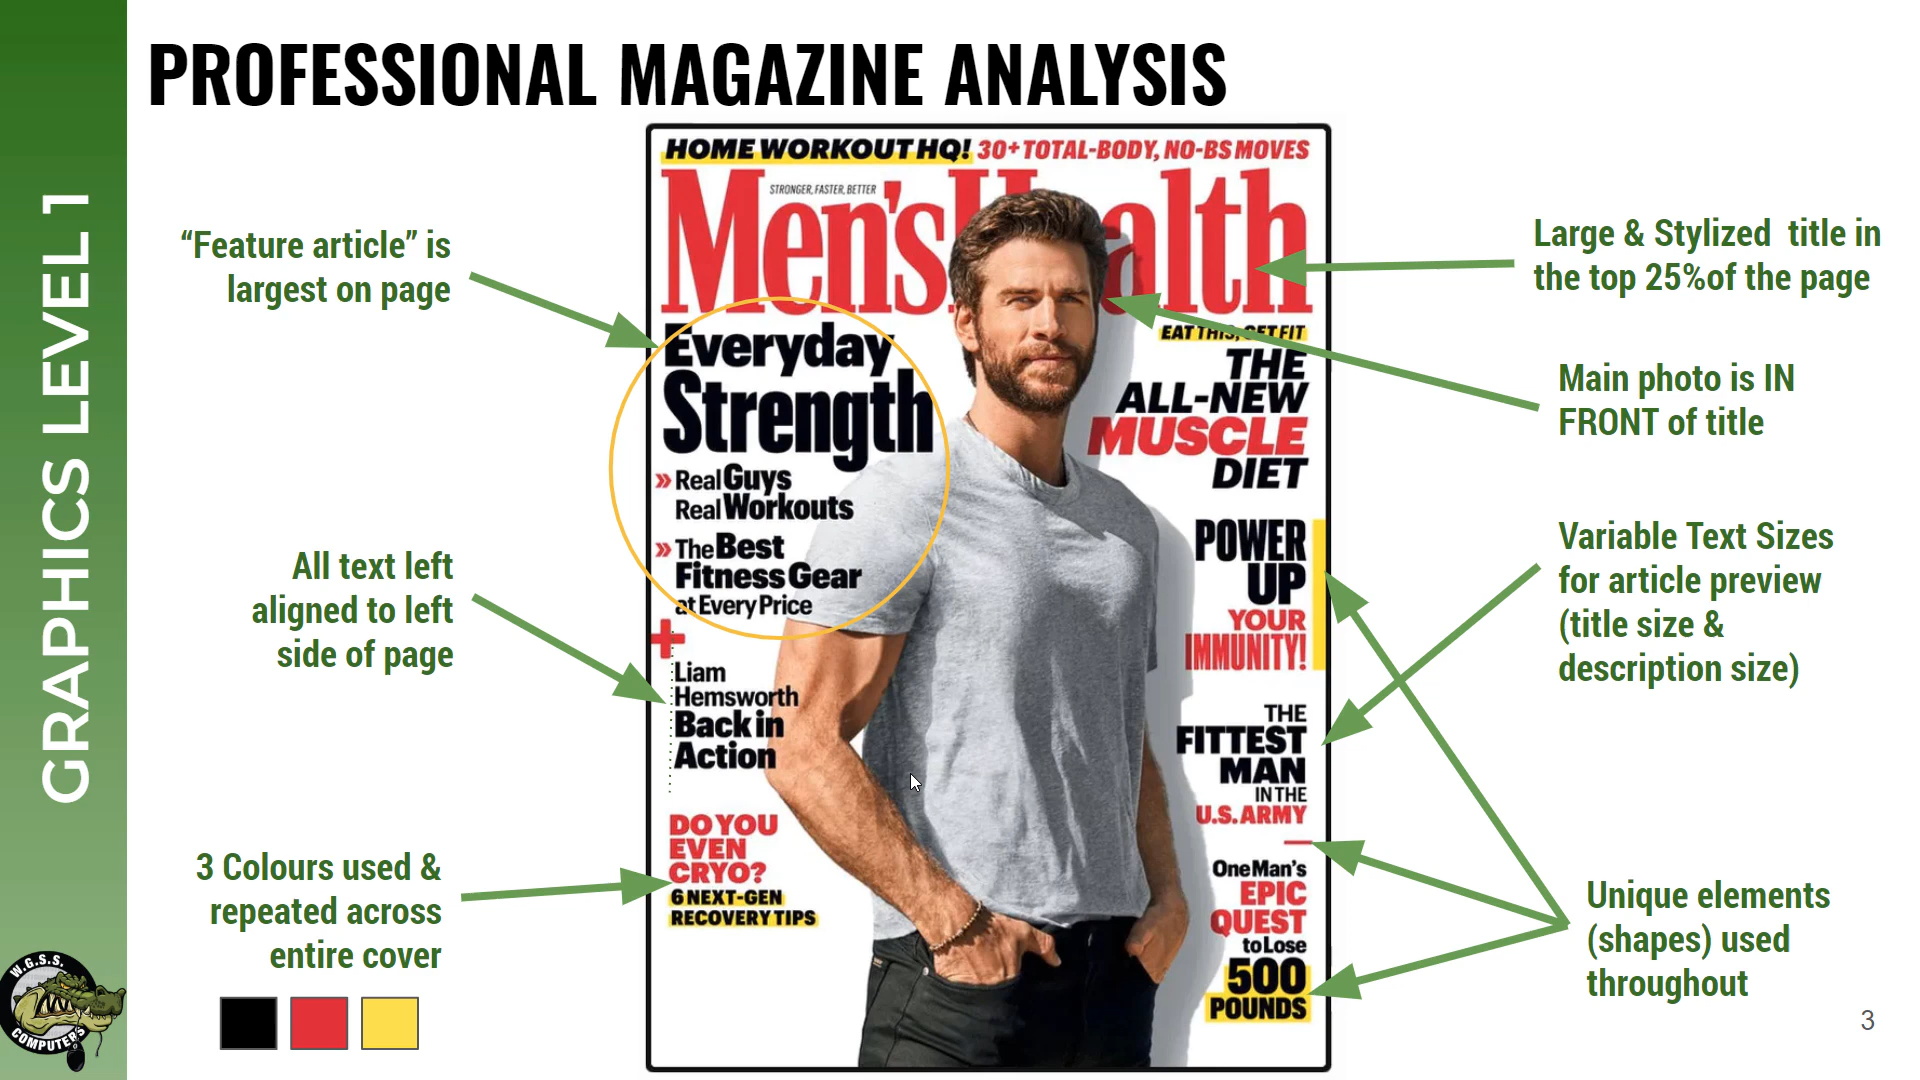 PROFESSIONAL MAGAZINE ANALYSIS
GRAPHICS LEVEL 1
W.G.S.S.
COMPUTERS
“Feature article” is
largest on page
All text left
aligned to left
side of page
3 Colours used &
repeated across
entire cover
HOME WORKOUT HQ! 30+ TOTAL-BODY, NO-BS MOVES
Men'sHealth
STRONGER, FASTER, BETTER
Everyday
Strength
» Real Guys
Real Workouts
» The Best
Fitness Gear
at Every Price
+
Liam
Hemsworth
Back in
Action
DO YOU
EVEN
CRYO?
6 NEXT-GEN
RECOVERY TIPS
EAT THIS, GET FIT
THE
ALL-NEW
MUSCLE
DIET
POWER
UP
YOUR
IMMUNITY!
THE
FITTEST
MAN
IN THE
U.S. ARMY
One Man's
EPIC
QUEST
to Lose
500
POUNDS
Large & Stylized  title in
the top 25%of the page
Main photo is IN
FRONT of title
Variable Text Sizes
for article preview
(title size &
description size)
Unique elements
(shapes) used
throughout
3